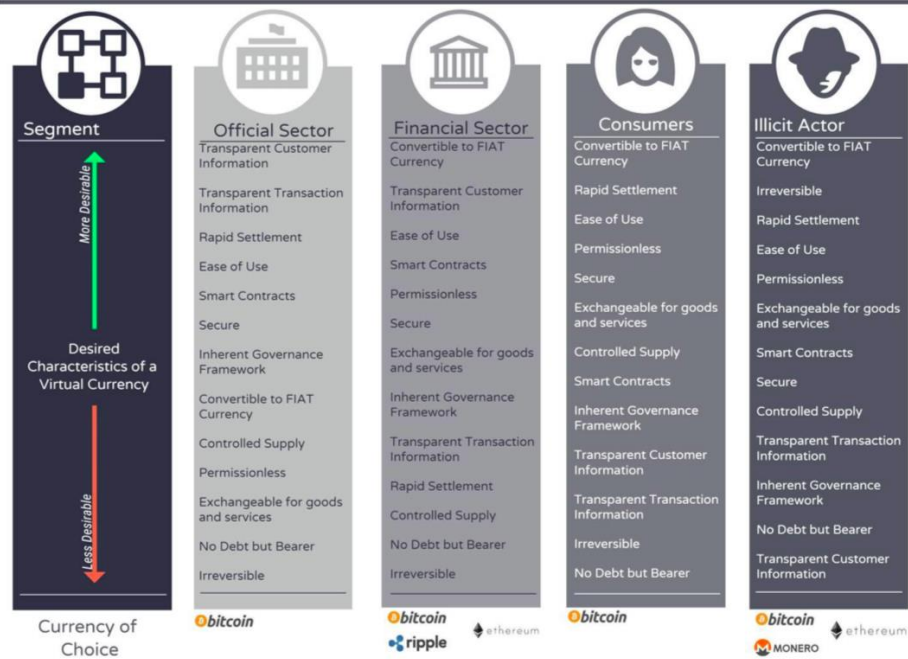 Segment
More Desirable
Desired
Characteristics of a
Virtual Currency
Less Desirable
Currency of
Choice
Official Sector
Transparent Customer
Information
Transparent Transaction
Information
Rapid Settlement
Ease of Use
Smart Contracts
Secure
Inherent Governance
Framework
Convertible to FIAT
Currency
Controlled Supply
Permissionless
Exchangeable for goods
and services
No Debt but Bearer
Irreversible
bitcoin
Financial Sector
Convertible to FIAT
Currency
Transparent Customer
Information
Ease of Use
Smart Contracts
Permissionless
Secure
Exchangeable for goods
and services
Inherent Governance
Framework
Transparent Transaction
Information
Rapid Settlement
Controlled Supply
No Debt but Bearer
Irreversible
bitcoin
ripple
ethereum
Consumers
Convertible to FIAT
Currency
Rapid Settlement
Ease of Use
Permissionless
Secure
Exchangeable for goods
and services
Controlled Supply
Smart Contracts
Inherent Governance
Framework
Transparent Customer
Information
Transparent Transaction
Information
Irreversible
No Debt but Bearer
bitcoin
Illicit Actor
Convertible to FIAT
Currency
Irreversible
Rapid Settlement
Ease of Use
Permissionless
Exchangeable for goods
and services
Smart Contracts
Secure
Controlled Supply
Transparent Transaction
Information
Inherent Governance
Framework
No Debt but Bearer
Transparent Customer
Information
bitcoin
ethereum
MONERO